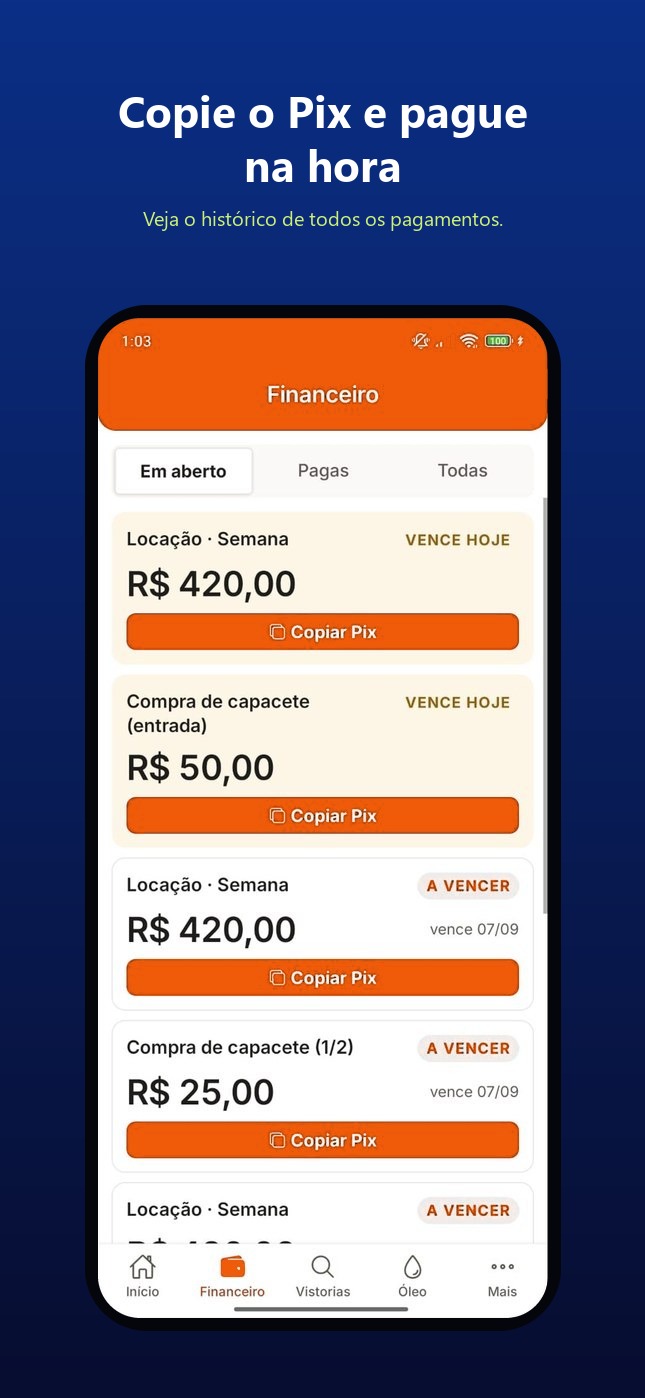 Copie o Pix e pague
na hora
Veja o histórico de todos os pagamentos.
1:03
100
Financeiro
Em aberto
Pagas
Todas
Locação · Semana
VENCE HOJE
R$ 420,00
Copiar Pix
Compra de capacete
(entrada)
VENCE HOJE
R$ 50,00
Copiar Pix
Locação · Semana
A VENCER
R$ 420,00
vence 07/09
Copiar Pix
Compra de capacete (1/2)
A VENCER
R$ 25,00
vence 07/09
Copiar Pix
Locação · Semana
A VENCER
Início
Financeiro
Vistorias
Óleo
Mais